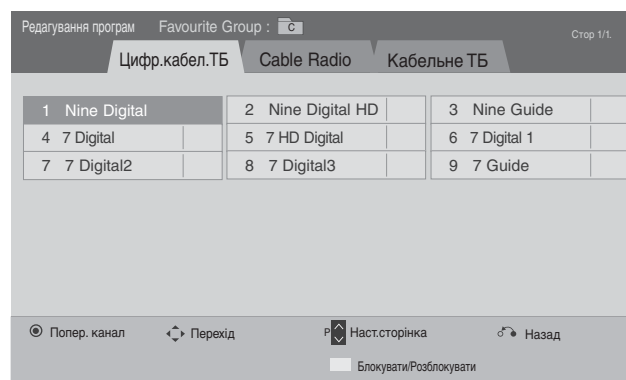 Редагування програм Favourite Group : C Стор 1/1.
Цифр.кабел.ТБ Cable Radio Кабельне ТБ
1 Nine Digital 2 Nine Digital HD 3 Nine Guide
4 7 Digital 5 7 HD Digital 6 7 Digital 1
7 7 Digital2 8 7 Digital3 9 7 Guide
Попер. канал Перехід P Наст.сторінка Назад
Блокувати/Розблокувати